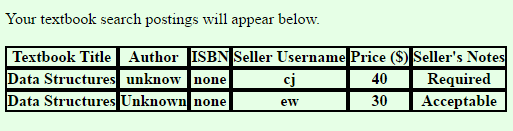 Your textbook search postings will appear below.
Textbook Title Author ISBN Seller Username Price ($) Seller's Notes
Data Structures unknow none cj 40 Required
Data Structures Unknown none ew 30 Acceptable